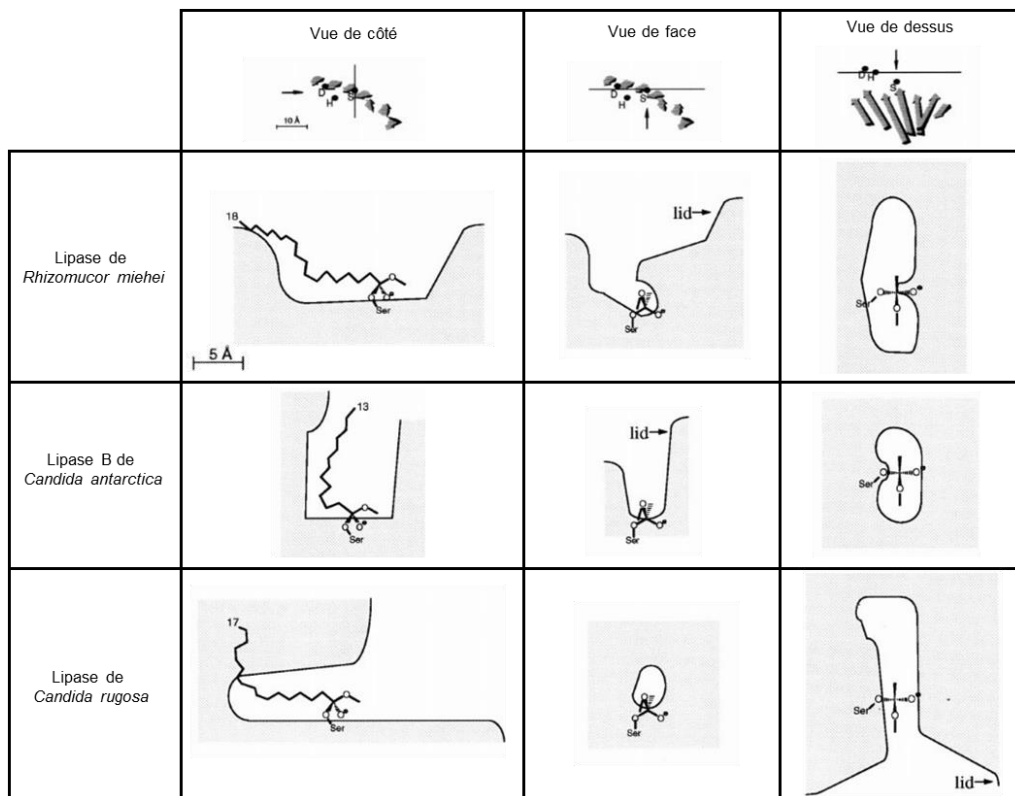 Vue de côté
Vue de face
Vue de dessus
D
H
S
10 Å
D
H
S
D
H
S
Lipase de
Rhizomucor miehei
18
O
O
O
Ser
5 Å
lid
O
O
O
Ser
O
O
O
Ser
Lipase B de
Candida antarctica
13
O
O
O
Ser
lid
O
O
O
Ser
O
O
O
Ser
Lipase de
Candida rugosa
17
O
O
O
Ser
O
O
O
Ser
O
O
O
Ser
lid